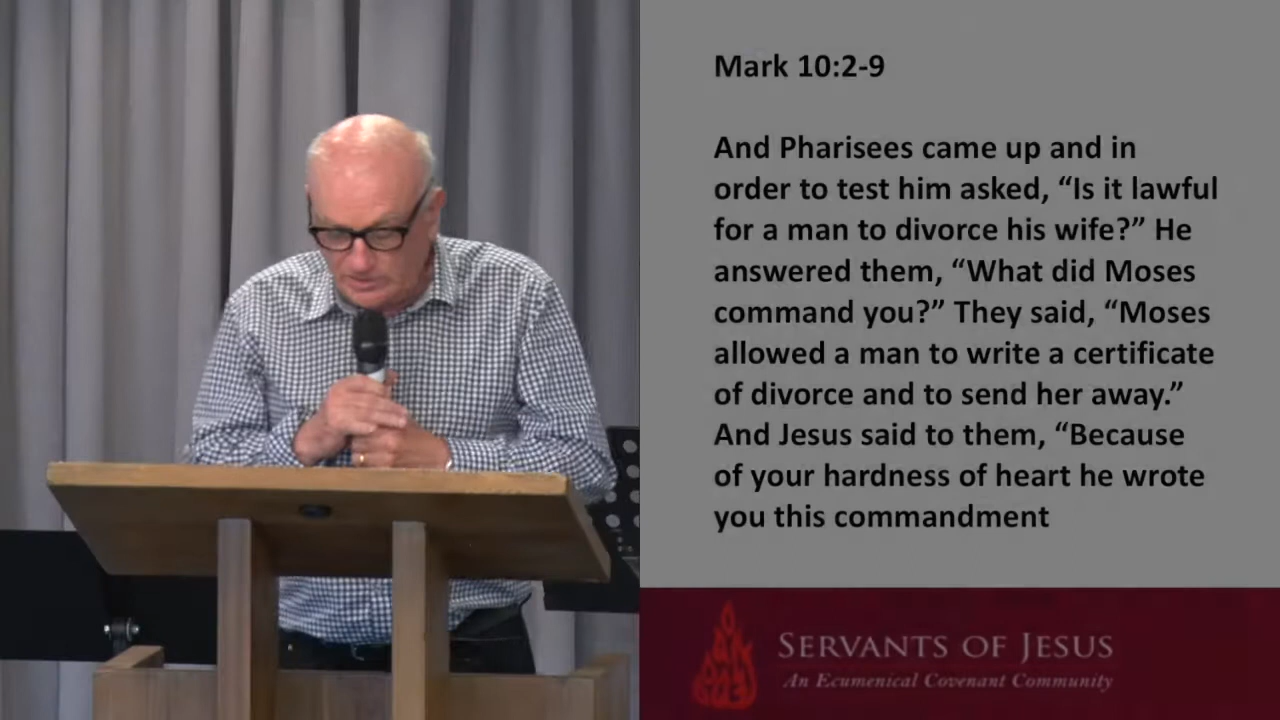 Mark 10:2-9
And Pharisees came up and in
order to test him asked, “Is it lawful
for a man to divorce his wife?” He
answered them, “What did Moses
command you?” They said, “Moses
allowed a man to write a certificate
of divorce and to send her away.”
And Jesus said to them, “Because
of your hardness of heart he wrote
you this commandment
SERVANTS OF JESUS
An Ecumenical Covenant Community